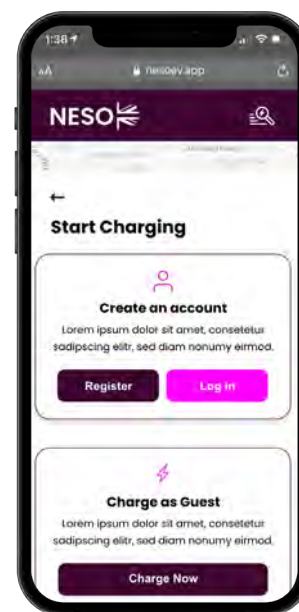 1:38
AA nesoev.app
NESO
Start Charging
Create an account
Lorem ipsum dolor sit amet, consetetur
sadipscing elitr, sed diam nonumy eirmod.
Register Log in
Charge as Guest
Lorem ipsum dolor sit amet, consetetur
sadipscing elitr, sed diam nonumy eirmod.
Charge Now